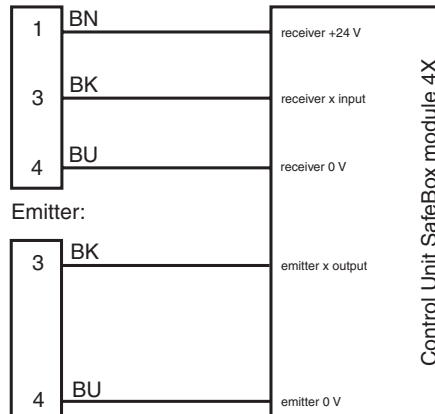 1 BN receiver +24 V
3 BK receiver x input
4 BU receiver 0 V
Emitter:
3 BK emitter x output
4 BU emitter 0 V
Control Unit SafeBox module 4X